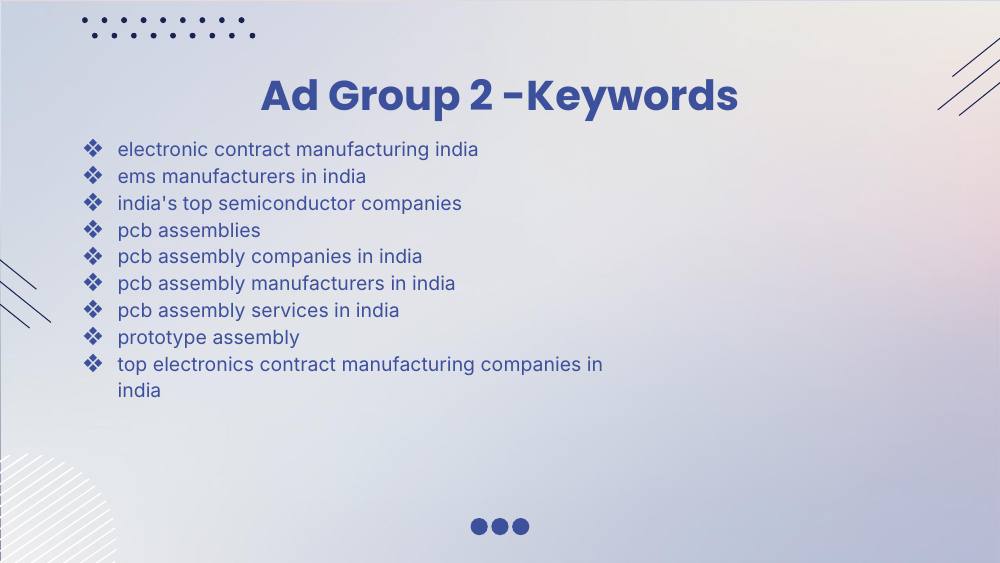 Ad Group 2 -Keywords
❖ electronic contract manufacturing india
❖ ems manufacturers in india
❖ india's top semiconductor companies
❖ pcb assemblies
❖ pcb assembly companies in india
❖ pcb assembly manufacturers in india
❖ pcb assembly services in india
❖ prototype assembly
❖ top electronics contract manufacturing companies in
india